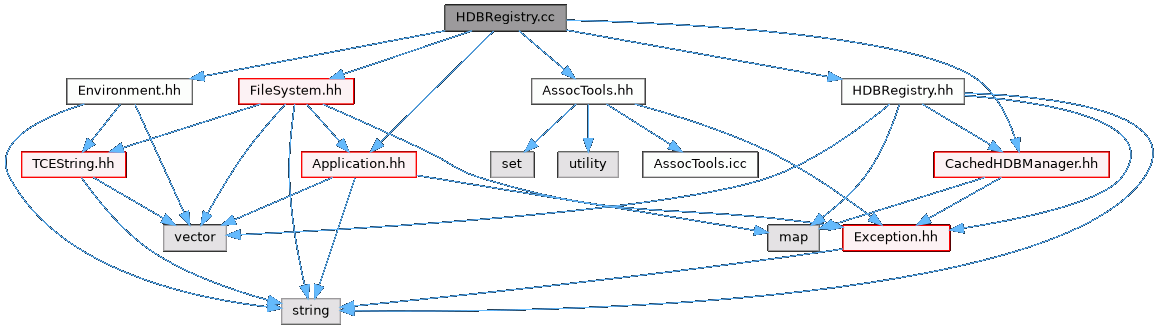 HDBRegistry.cc
Environment.hh
FileSystem.hh
AssocTools.hh
HDBRegistry.hh
TCEString.hh
Application.hh
set
utility
AssocTools.icc
CachedHDBManager.hh
vector
map
Exception.hh
string